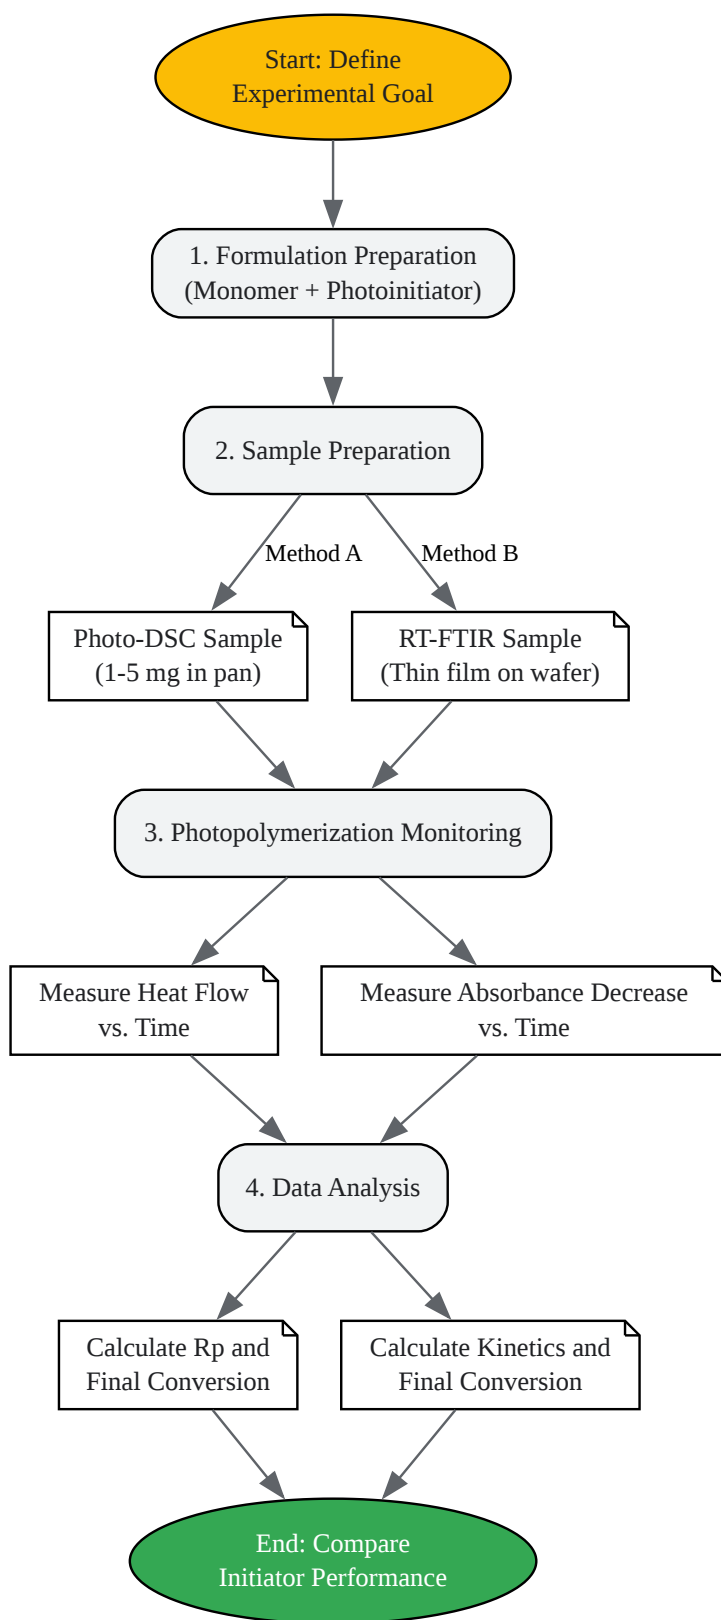 Start: Define
Experimental Goal
1. Formulation Preparation
(Monomer + Photoinitiator)
2. Sample Preparation
Method A
Method B
Photo-DSC Sample
(1-5 mg in pan)
RT-FTIR Sample
(Thin film on wafer)
3. Photopolymerization Monitoring
Measure Heat Flow
vs. Time
Measure Absorbance Decrease
vs. Time
4. Data Analysis
Calculate Rp and
Final Conversion
Calculate Kinetics and
Final Conversion
End: Compare
Initiator Performance